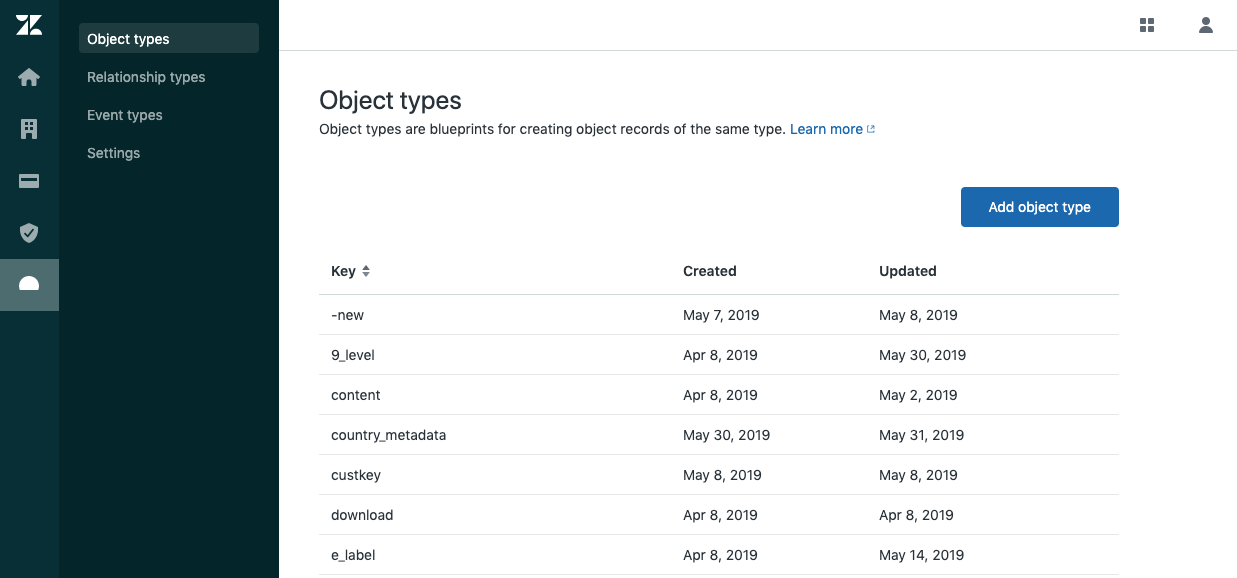 Object types
Relationship types
Event types
Settings
Object types
Object types are blueprints for creating object records of the same type. Learn more
Add object type
Key Created Updated
-new May 7, 2019 May 8, 2019
9_level Apr 8, 2019 May 30, 2019
content Apr 8, 2019 May 2, 2019
country_metadata May 30, 2019 May 31, 2019
custkey May 8, 2019 May 8, 2019
download Apr 8, 2019 Apr 8, 2019
e_label Apr 8, 2019 May 14, 2019